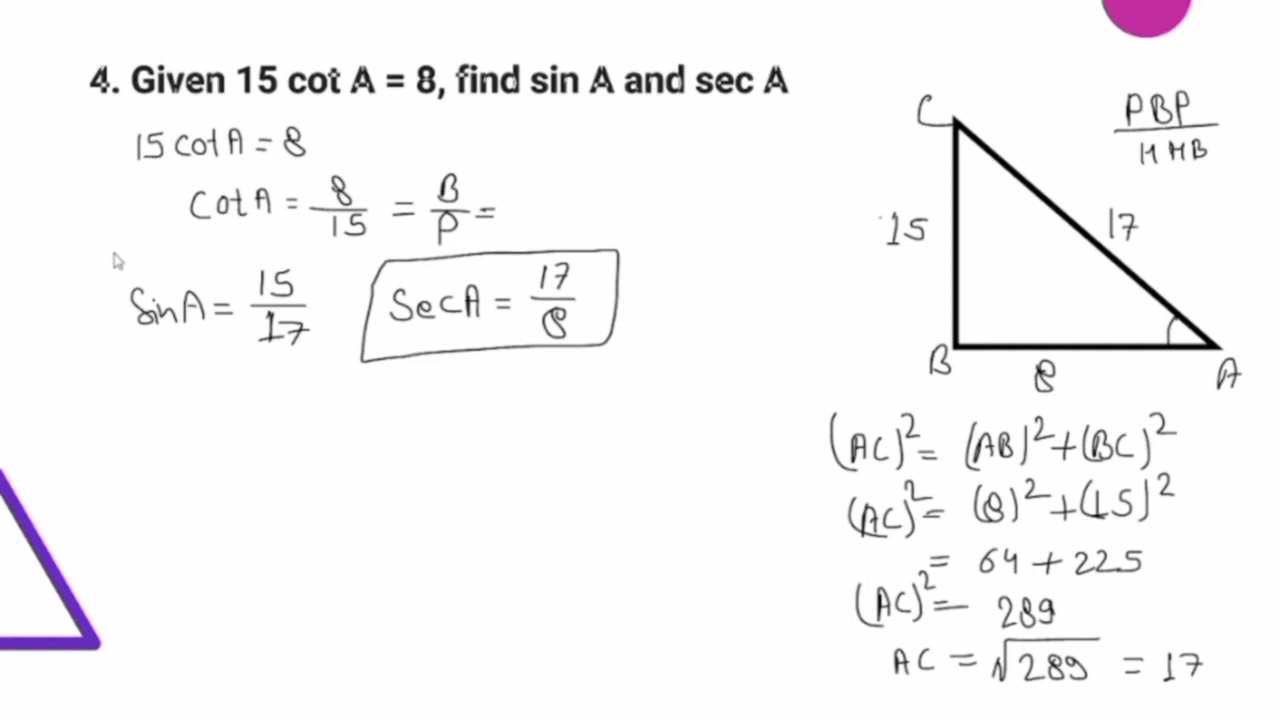 4. Given 15 cot A = 8, find sin A and sec A
15 cot A = 8
cot A = 8/15 = B/P =
Sin A = 15/17
Sec A = 17/8
PBP
HHB
C
15
17
B
8
A
(AC)² = (AB)² + (BC)²
(AC)² = (8)² + (15)²
= 64 + 225
(AC)² = 289
AC = √289 = 17